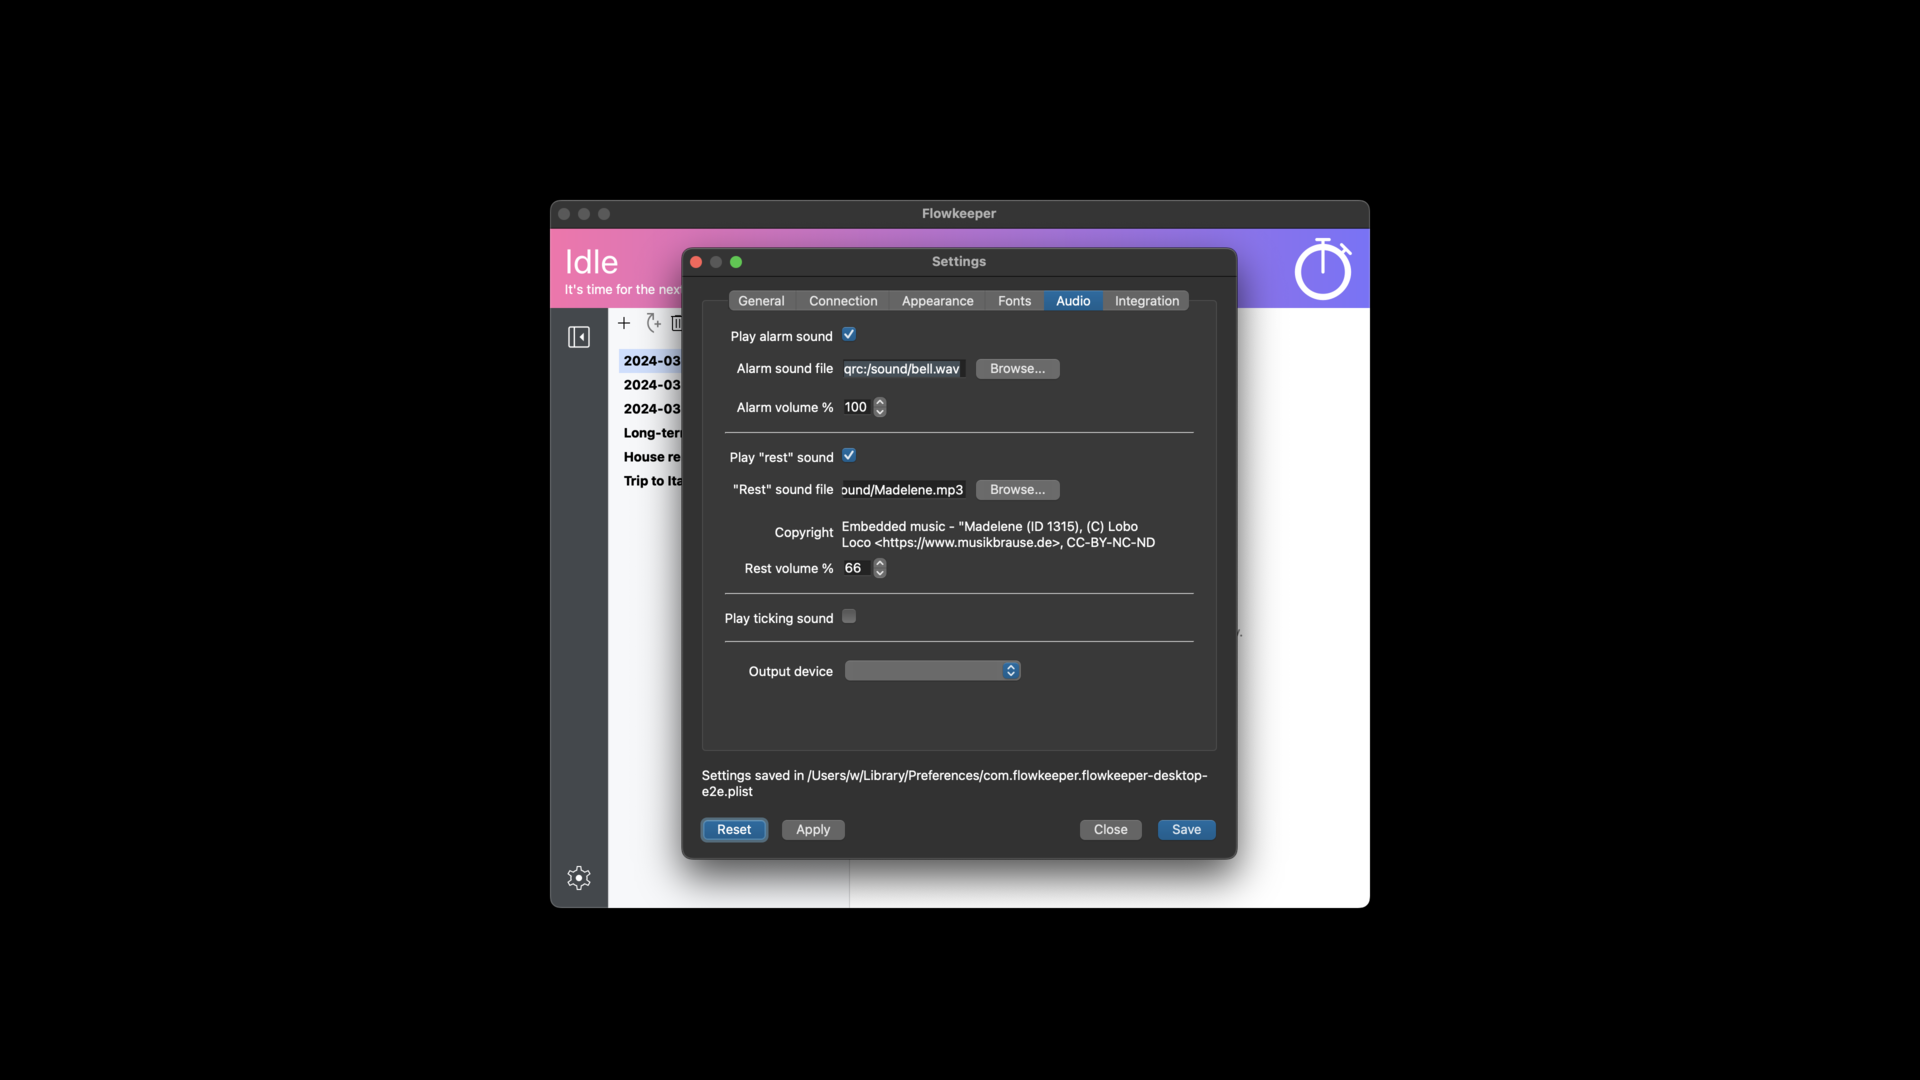 Flowkeeper
Idle
It's time for the nex
Settings
General Connection Appearance Fonts Audio Integration
Play alarm sound
Alarm sound file qrc:/sound/bell.wav Browse...
Alarm volume % 100
Play "rest" sound
"Rest" sound file ound/Madelene.mp3 Browse...
Copyright Embedded music - "Madelene (ID 1315), (C) Lobo
Loco <https://www.musikbrause.de>, CC-BY-NC-ND
Rest volume % 66
Play ticking sound
Output device
Settings saved in /Users/w/Library/Preferences/com.flowkeeper.flowkeeper-desktop-
e2e.plist
Reset Apply Close Save
2024-03
2024-03
2024-03
Long-ter
House re
Trip to Ita